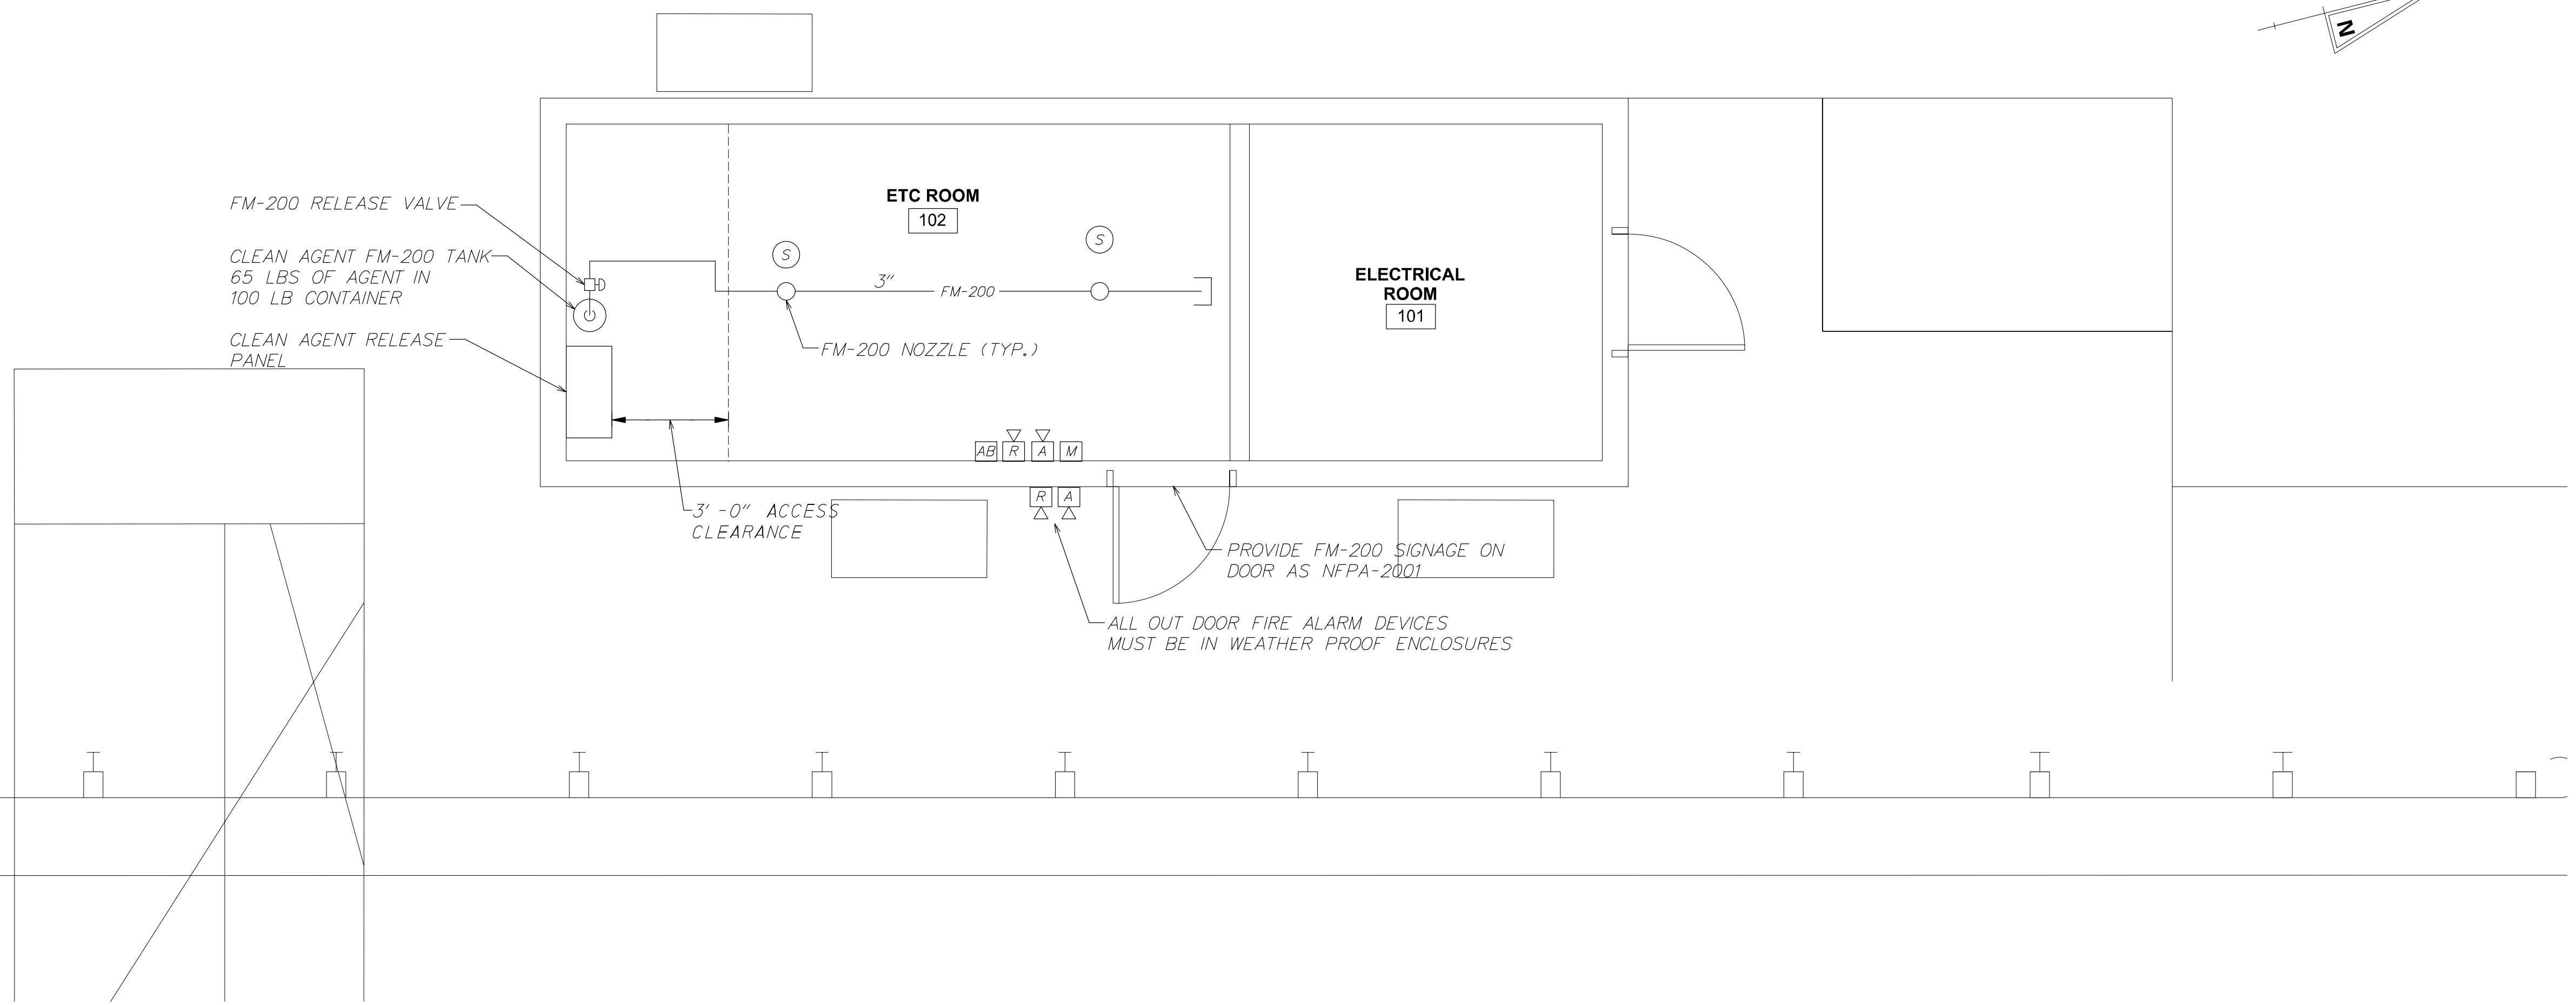 N
FM-200 RELEASE VALVE
CLEAN AGENT FM-200 TANK
65 LBS OF AGENT IN
100 LB CONTAINER
CLEAN AGENT RELEASE
PANEL
ETC ROOM
102
S
S
3"
FM-200
FM-200 NOZZLE (TYP.)
ELECTRICAL
ROOM
101
AB
R
A
M
R
A
3'-0" ACCESS
CLEARANCE
PROVIDE FM-200 SIGNAGE ON
DOOR AS NFPA-2001
ALL OUT DOOR FIRE ALARM DEVICES
MUST BE IN WEATHER PROOF ENCLOSURES